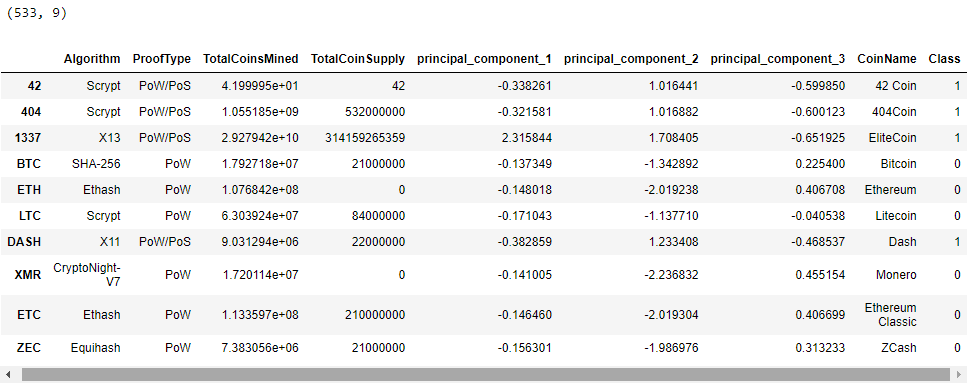 (533, 9)
Algorithm ProofType TotalCoinsMined TotalCoinSupply principal_component_1 principal_component_2 principal_component_3 CoinName Class
42 Scrypt PoW/PoS 4.199995e+01 42 -0.338261 1.016441 -0.599850 42 Coin 1
404 Scrypt PoW/PoS 1.055185e+09 532000000 -0.321581 1.016882 -0.600123 404Coin 1
1337 X13 PoW/PoS 2.927942e+10 314159265359 2.315844 1.708405 -0.651925 EliteCoin 1
BTC SHA-256 PoW 1.792718e+07 21000000 -0.137349 -1.342892 0.225400 Bitcoin 0
ETH Ethash PoW 1.076842e+08 0 -0.148018 -2.019238 0.406708 Ethereum 0
LTC Scrypt PoW 6.303924e+07 84000000 -0.171043 -1.137710 -0.040538 Litecoin 0
DASH X11 PoW/PoS 9.031294e+06 22000000 -0.382859 1.233408 -0.468537 Dash 1
XMR CryptoNight-
V7 PoW 1.720114e+07 0 -0.141005 -2.236832 0.455154 Monero 0
ETC Ethash PoW 1.133597e+08 210000000 -0.146460 -2.019304 0.406699 Ethereum
Classic 0
ZEC Equihash PoW 7.383056e+06 21000000 -0.156301 -1.986976 0.313233 ZCash 0